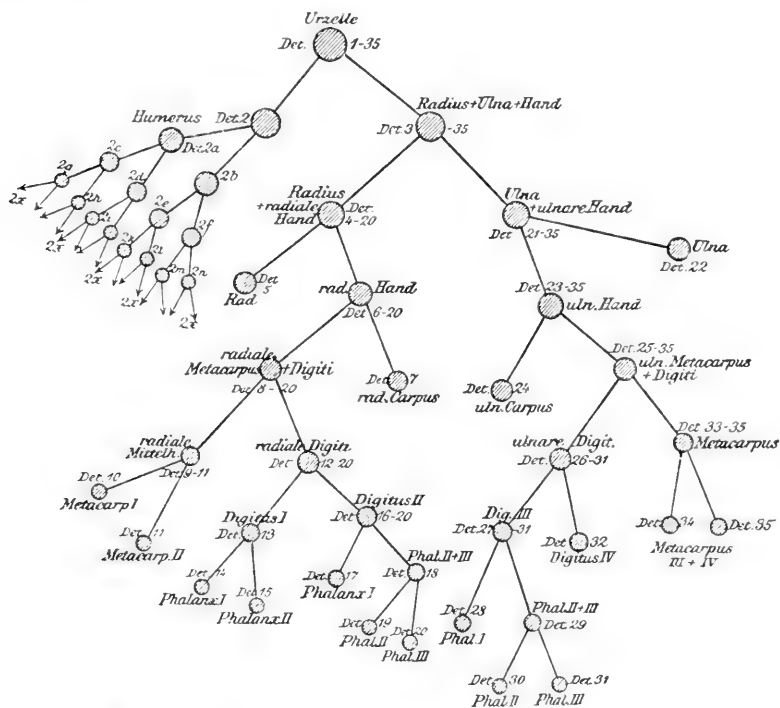 Urzelle
Det. 1-35
Radius+Ulna+Hand
Det. 3 -35
Humerus
Det. 2
Det. 2a
2c
2b
2g
2d
2h
2e
2f
2i
2x
2k
2l
2m
2n
2x
2x
2x
2x
2x
Radius
+radiale
Hand
Det.
4-20
Ulna
+ulnare Hand
Det. 21-35
Ulna
Det. 22
Det
5
Rad.
rad. Hand
Det. 6-20
Det. 23-35
uln. Hand
radiale
Metacarpus+Digiti
Det 8-20
Det. 7
rad. Carpus
Det. 24
uln. Carpus
Det. 25-35
uln. Metacarpus
+Digiti
radiale
Mittelh.
Det. 9-11
radiale Digiti
Det 12-20
ulnare Digit.
Det. 26-31
Det 33-35
Metacarpus
Det. 10
Metacarp I
Det. 11
Metacarp. II
Digitus I
Det. 13
Digitus II
Det 16-20
Dig. III
Det. 27-31
Det 32
Digitus IV
Det. 34
Det. 35
Metacarpus
III + IV
Det. 14
Phalanx I
Det. 15
Phalanx II
Det. 17
Phalanx I
Phal. II+III
Det. 18
Det. 19
Phal. II
Det. 20
Phal. III
Det. 28
Phal. I
Phal. II+III
Det. 29
Det. 30
Phal II
Det. 31
Phal. III